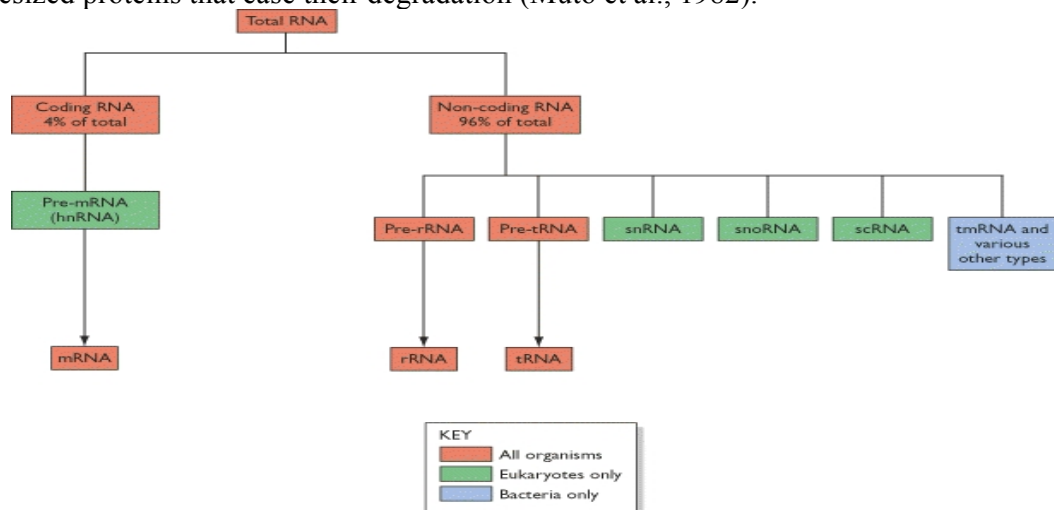 esized proteins that ease their degradation (Muto et al., 1982).
Total RNA
Coding RNA
4% of total
Non-coding RNA
96% of total
Pre-mRNA
(hnRNA)
Pre-rRNA
Pre-tRNA
snRNA
snoRNA
scRNA
tmRNA and
various
other types
mRNA
rRNA
tRNA
KEY
All organisms
Eukaryotes only
Bacteria only